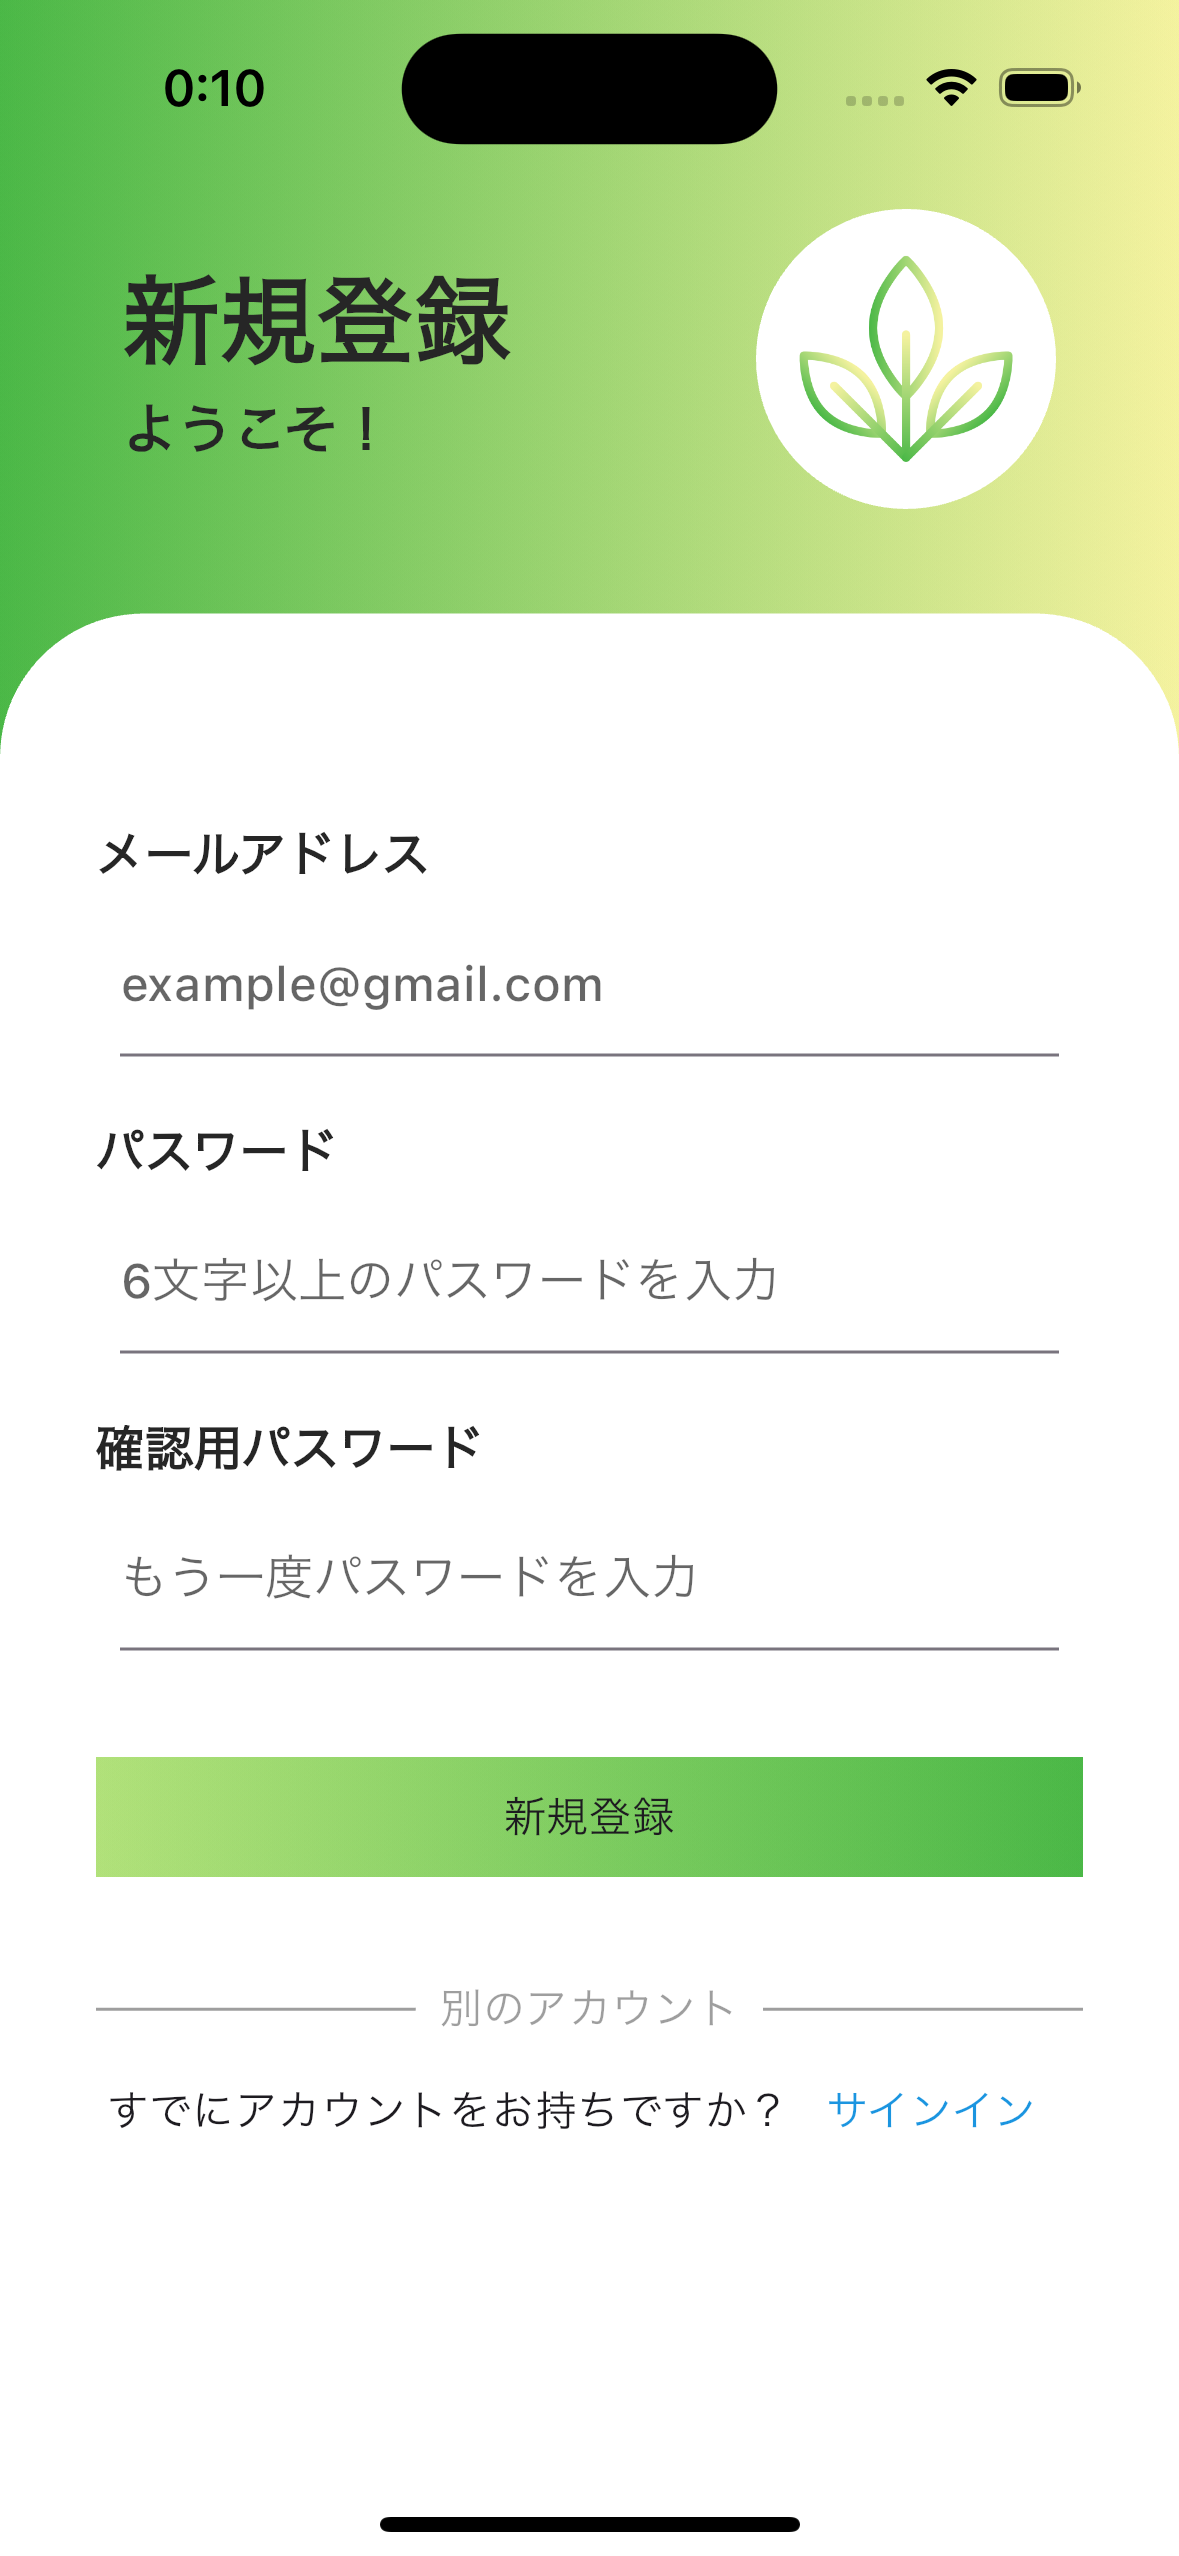 0:10
新規登録
ようこそ！
メールアドレス
example@gmail.com
パスワード
6文字以上のパスワードを入力
確認用パスワード
もう一度パスワードを入力
新規登録
別のアカウント
すでにアカウントをお持ちですか？ サインイン